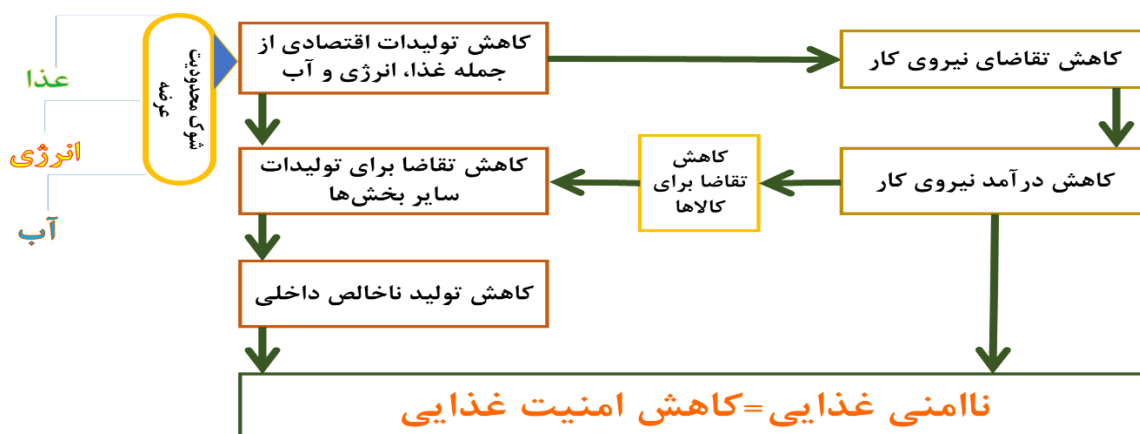 غذا
انرژی
آب
شوک محدودیت
عرضه
کاهش تولیدات اقتصادی از
جمله غذا، انرژی و آب
کاهش تقاضای نیروی کار
کاهش درآمد نیروی کار
کاهش
تقاضا برای
کالاها
کاهش تقاضا برای تولیدات
سایر بخش‌ها
کاهش تولید ناخالص داخلی
ناامنی غذایی=کاهش امنیت غذایی